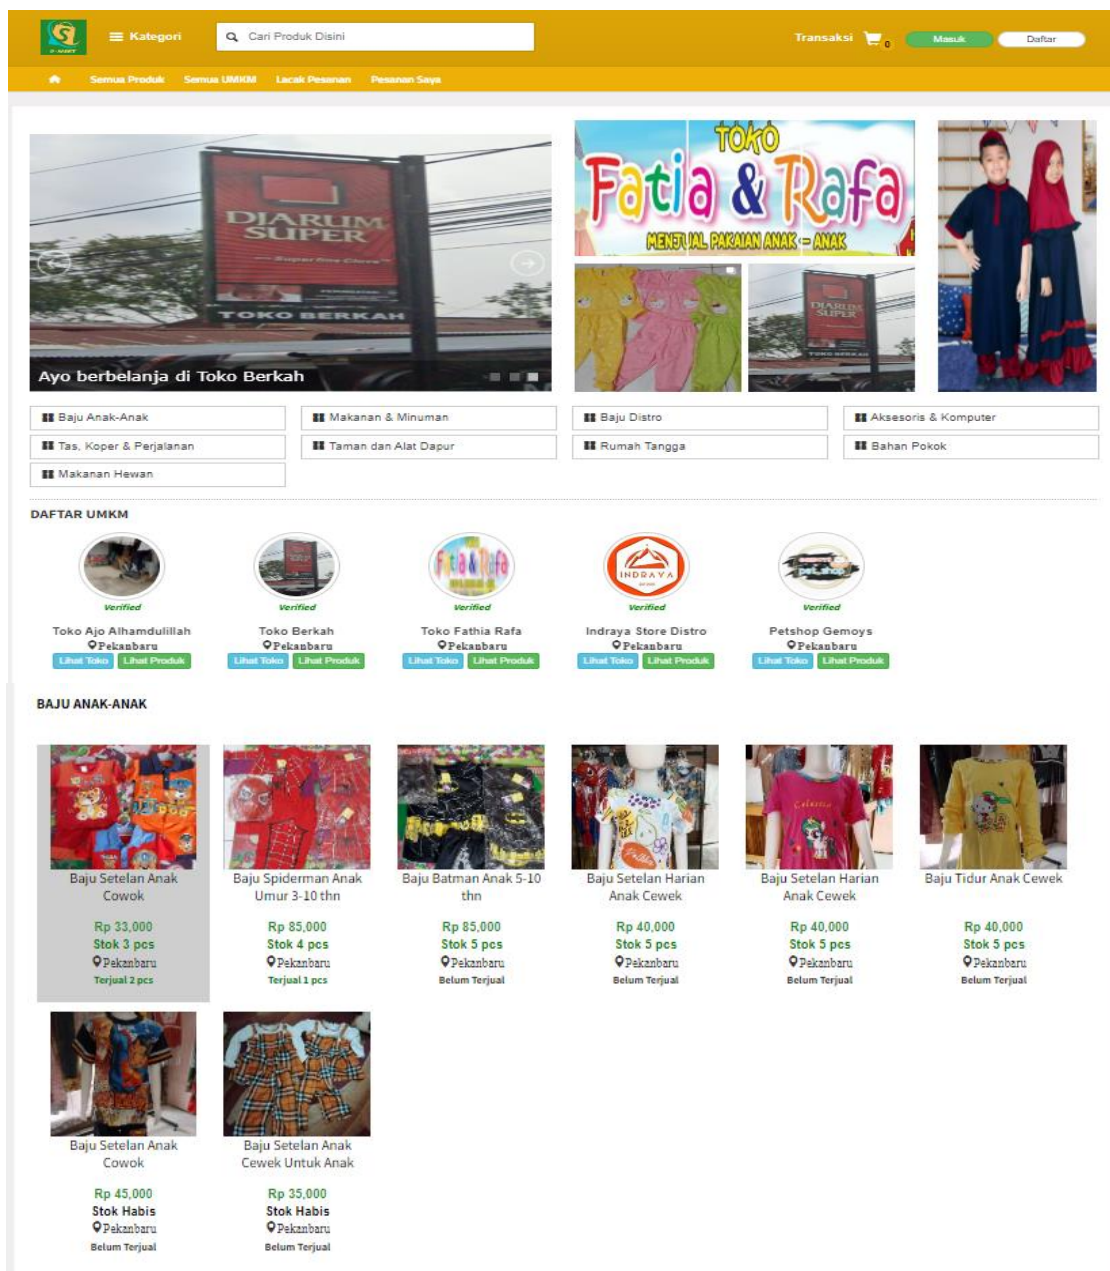 Kategori
Cari Produk Disini
Transaksi
0
Masuk
Daftar
Semua Produk
Semua UMKM
Lacak Pesanan
Pesanan Saya
DJARUM
SUPER
TOKO BERKAH
Ayo berbelanja di Toko Berkah
TOKO
Fatia & Rafa
MENJUAL PAKAIAN ANAK - ANAK
DJARUM
SUPER
TOKO BERKAH
Baju Anak-Anak
Makanan & Minuman
Baju Distro
Aksesoris & Komputer
Tas, Koper & Perjalanan
Taman dan Alat Dapur
Rumah Tangga
Bahan Pokok
Makanan Hewan
DAFTAR UMKM
Fatia & Rafa
INDRAYA
pet shop
Verified
Verified
Verified
Verified
Verified
Toko Ajo Alhamdulillah
Toko Berkah
Toko Fathia Rafa
Indraya Store Distro
Petshop Gemoys
Pekanbaru
Pekanbaru
Pekanbaru
Pekanbaru
Pekanbaru
Lihat Toko Lihat Produk
Lihat Toko Lihat Produk
Lihat Toko Lihat Produk
Lihat Toko Lihat Produk
Lihat Toko Lihat Produk
BAJU ANAK-ANAK
Baju Setelan Anak
Cowok
Rp 33,000
Stok 3 pcs
Pekanbaru
Terjual 2 pcs
Baju Spiderman Anak
Umur 3-10 thn
Rp 85,000
Stok 4 pcs
Pekanbaru
Terjual 1 pcs
Baju Batman Anak 5-10
thn
Rp 85,000
Stok 5 pcs
Pekanbaru
Belum Terjual
Baju Setelan Harian
Anak Cewek
Rp 40,000
Stok 5 pcs
Pekanbaru
Belum Terjual
Baju Setelan Harian
Anak Cewek
Rp 40,000
Stok 5 pcs
Pekanbaru
Belum Terjual
Baju Tidur Anak Cewek
Rp 40,000
Stok 5 pcs
Pekanbaru
Belum Terjual
Baju Setelan Anak
Cowok
Rp 45,000
Stok Habis
Pekanbaru
Belum Terjual
Baju Setelan Anak
Cewek Untuk Anak
Rp 35,000
Stok Habis
Pekanbaru
Belum Terjual